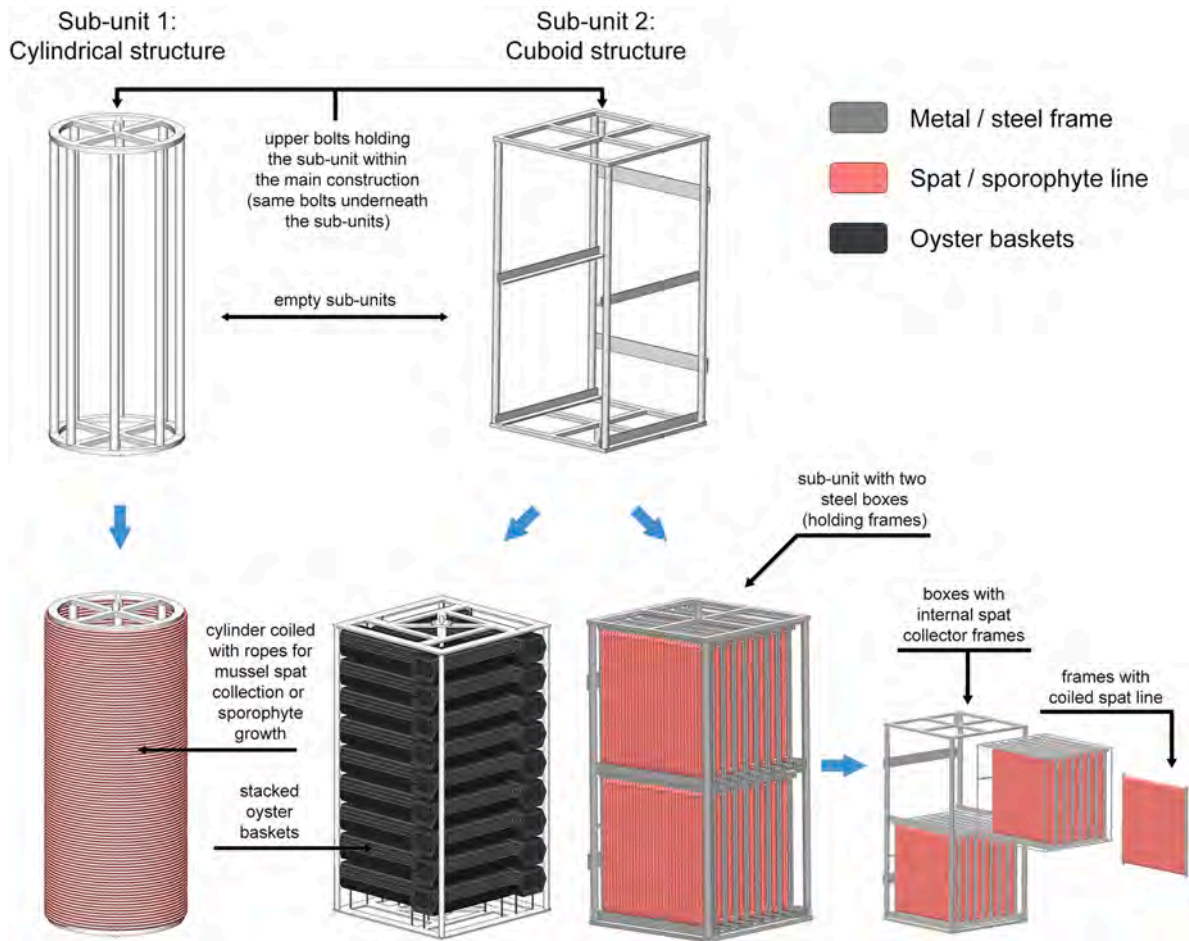 Sub-unit 1:
Cylindrical structure
Sub-unit 2:
Cuboid structure
upper bolts holding
the sub-unit within
the main construction
(same bolts underneath
the sub-units)
empty sub-units
Metal / steel frame
Spat / sporophyte line
Oyster baskets
sub-unit with two
steel boxes
(holding frames)
cylinder coiled
with ropes for
mussel spat
collection or
sporophyte
growth
stacked
oyster
baskets
boxes with
internal spat
collector frames
frames with
coiled spat line